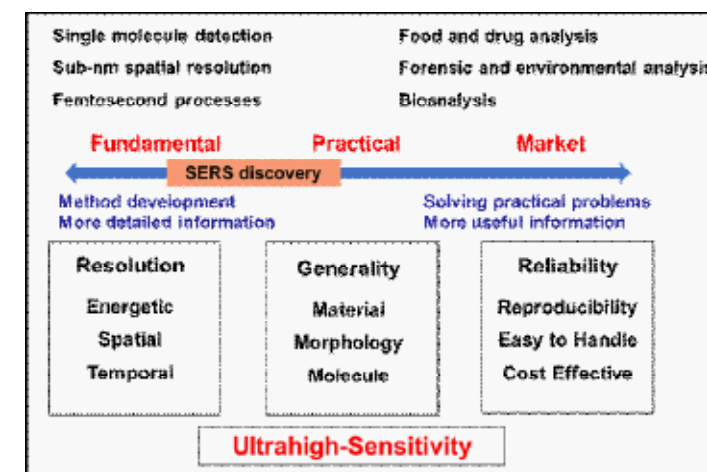 Single molecule detection
Food and drug analysis
Sub-nm spatial resolution
Forensic and environmental analysis
Femtosecond processes
Bioanalysis
Fundamental
Practical
Market
SERS discovery
Method development
More detailed information
Solving practical problems
More useful information
Resolution
Energetic
Spatial
Temporal
Generality
Material
Morphology
Molecule
Reliability
Reproducibility
Easy to Handle
Cost Effective
Ultrahigh-Sensitivity